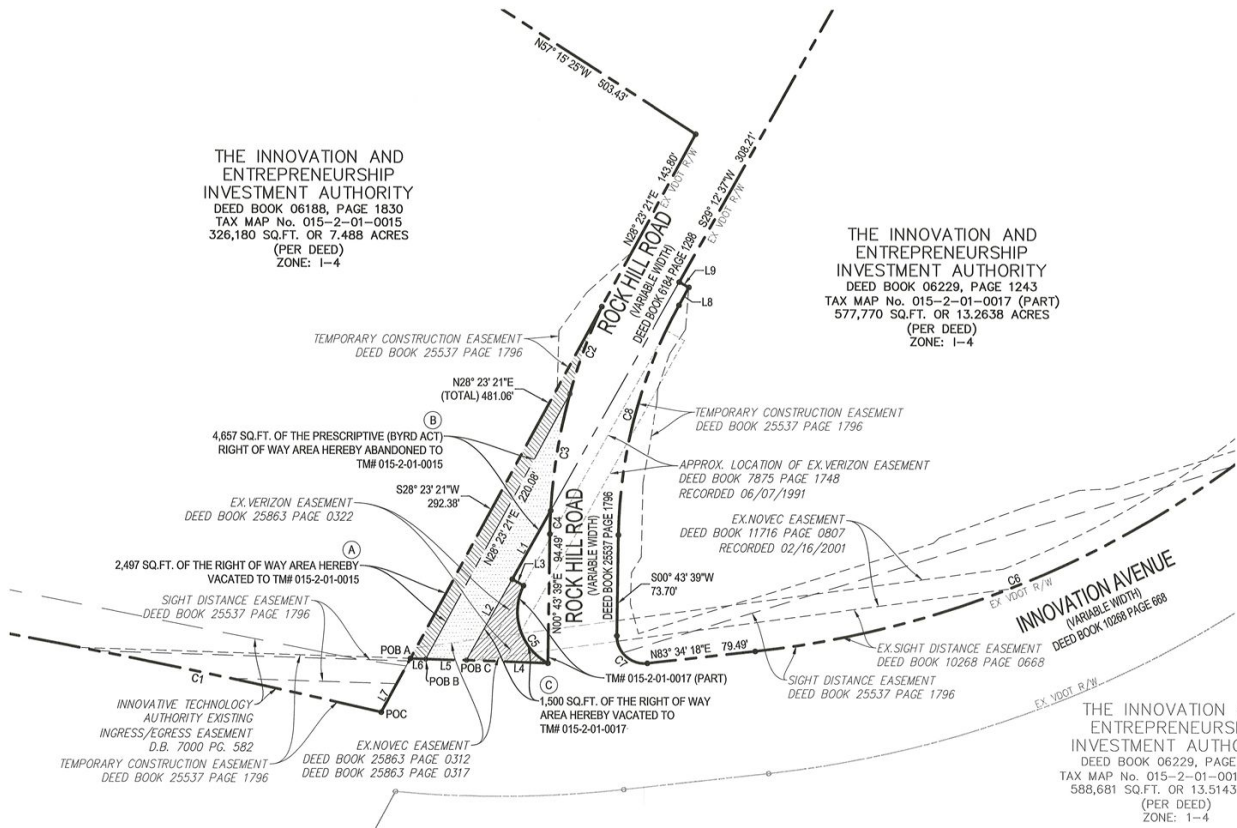 N57° 15' 25"W 503.43'
THE INNOVATION AND
ENTREPRENEURSHIP
INVESTMENT AUTHORITY
DEED BOOK 06188, PAGE 1830
TAX MAP No. 015-2-01-0015
326,180 SQ.FT. OR 7.488 ACRES
(PER DEED)
ZONE: I-4
N28° 23' 21"E 143.80'
EX VDOT R/W
S29° 12' 37"W 308.21'
EX VDOT R/W
ROCK HILL ROAD
(VARIABLE WIDTH)
DEED BOOK 6184 PAGE 1298
L9
L8
THE INNOVATION AND
ENTREPRENEURSHIP
INVESTMENT AUTHORITY
DEED BOOK 06229, PAGE 1243
TAX MAP No. 015-2-01-0017 (PART)
577,770 SQ.FT. OR 13.2638 ACRES
(PER DEED)
ZONE: I-4
TEMPORARY CONSTRUCTION EASEMENT
DEED BOOK 25537 PAGE 1796
C2
N28° 23' 21"E
(TOTAL) 481.06'
B
4,657 SQ.FT. OF THE PRESCRIPTIVE (BYRD ACT)
RIGHT OF WAY AREA HEREBY ABANDONED TO
TM# 015-2-01-0015
C8
TEMPORARY CONSTRUCTION EASEMENT
DEED BOOK 25537 PAGE 1796
C3
S28° 23' 21"W
292.38'
N28° 23' 21"E 220.08'
APPROX. LOCATION OF EX.VERIZON EASEMENT
DEED BOOK 7875 PAGE 1748
RECORDED 06/07/1991
EX.VERIZON EASEMENT
DEED BOOK 25863 PAGE 0322
C4
EX.NOVEC EASEMENT
DEED BOOK 11716 PAGE 0807
RECORDED 02/16/2001
A
2,497 SQ.FT. OF THE RIGHT OF WAY AREA HEREBY
VACATED TO TM# 015-2-01-0015
L1
L3
L2
N00° 43' 39"E 94.49'
ROCK HILL ROAD
(VARIABLE WIDTH)
DEED BOOK 25537 PAGE 1796
S00° 43' 39"W
73.70'
C6
EX VDOT R/W
INNOVATION AVENUE
(VARIABLE WIDTH)
DEED BOOK 10268 PAGE 668
SIGHT DISTANCE EASEMENT
DEED BOOK 25537 PAGE 1796
C5
POB A
L6
L5
POB B
POB C
L4
C7
N83° 34' 18"E 79.49'
EX.SIGHT DISTANCE EASEMENT
DEED BOOK 10268 PAGE 0668
C1
L7
POC
TM# 015-2-01-0017 (PART)
SIGHT DISTANCE EASEMENT
DEED BOOK 25537 PAGE 1796
C
1,500 SQ.FT. OF THE RIGHT OF WAY
AREA HEREBY VACATED TO
TM# 015-2-01-0017
INNOVATIVE TECHNOLOGY
AUTHORITY EXISTING
INGRESS/EGRESS EASEMENT
D.B. 7000 PG. 582
TEMPORARY CONSTRUCTION EASEMENT
DEED BOOK 25537 PAGE 1796
EX.NOVEC EASEMENT
DEED BOOK 25863 PAGE 0312
DEED BOOK 25863 PAGE 0317
EX VDOT R/W
THE INNOVATION
ENTREPRENEURS
INVESTMENT AUTHO
DEED BOOK 06229, PAGE
TAX MAP No. 015-2-01-001
588,681 SQ.FT. OR 13.5143
(PER DEED)
ZONE: I-4